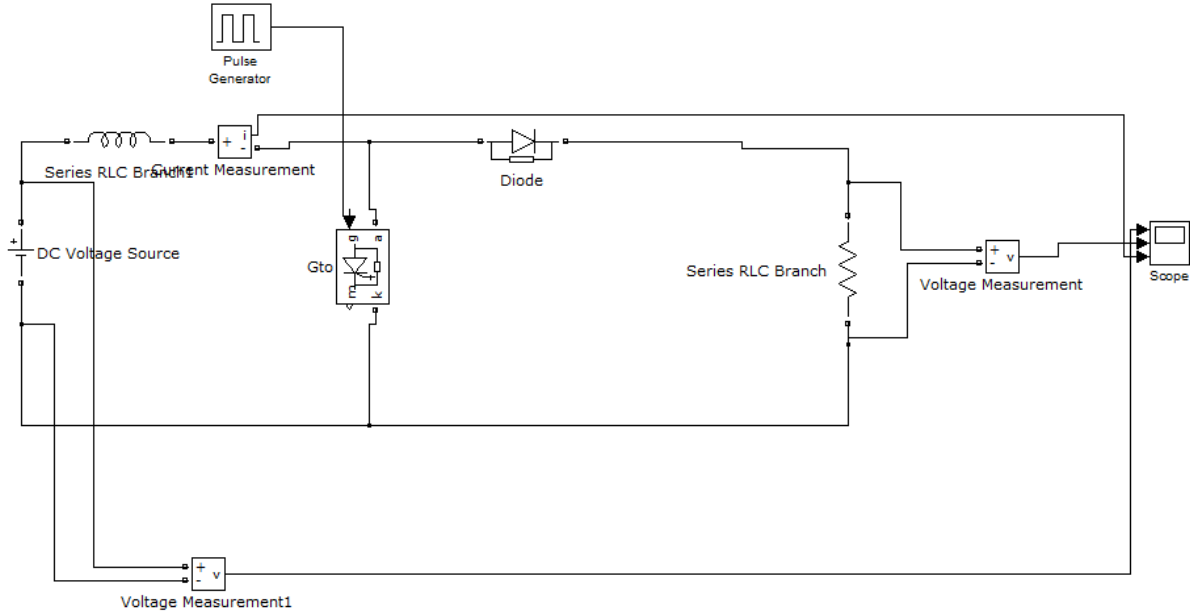 Pulse
Generator
i
+
-
Series RLC Branch1
Current Measurement
Diode
+
DC Voltage Source
g
a
Gto
m
k
Series RLC Branch
+
-
v
Voltage Measurement
Scope
+
-
v
Voltage Measurement1